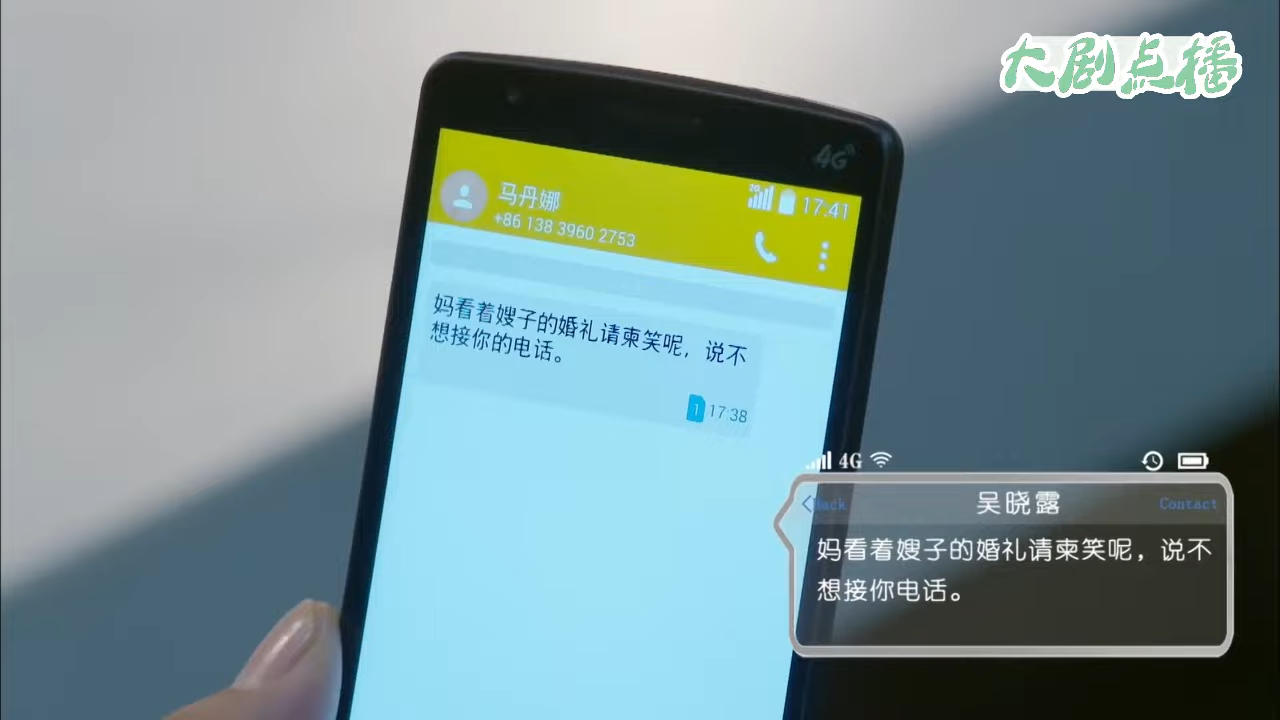 大剧点播
4G
2G
17:41
马丹娜
+86 138 3960 2753
妈看着嫂子的婚礼请柬笑呢，说不
想接你的电话。
1 17:38
4G
Back 吴晓露 Contact
妈看着嫂子的婚礼请柬笑呢，说不
想接你电话。